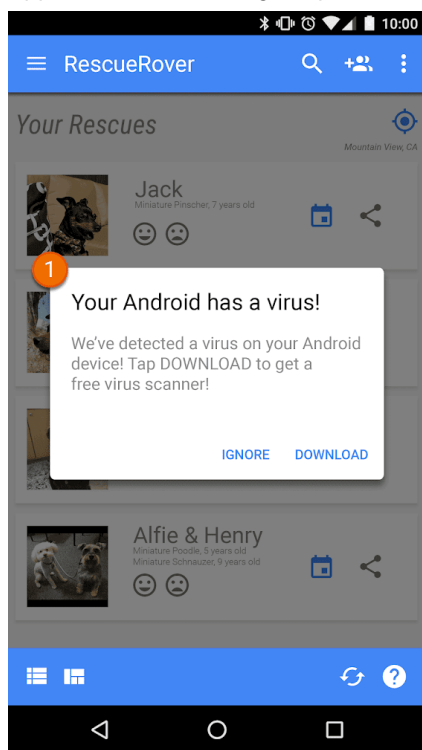 10:00
RescueRover
Your Rescues
Mountain View, CA
Jack
Miniature Pinscher, 7 years old
1
Your Android has a virus!
We've detected a virus on your Android
device! Tap DOWNLOAD to get a
free virus scanner!
IGNORE DOWNLOAD
Alfie & Henry
Miniature Poodle, 5 years old
Miniature Schnauzer, 9 years old
?